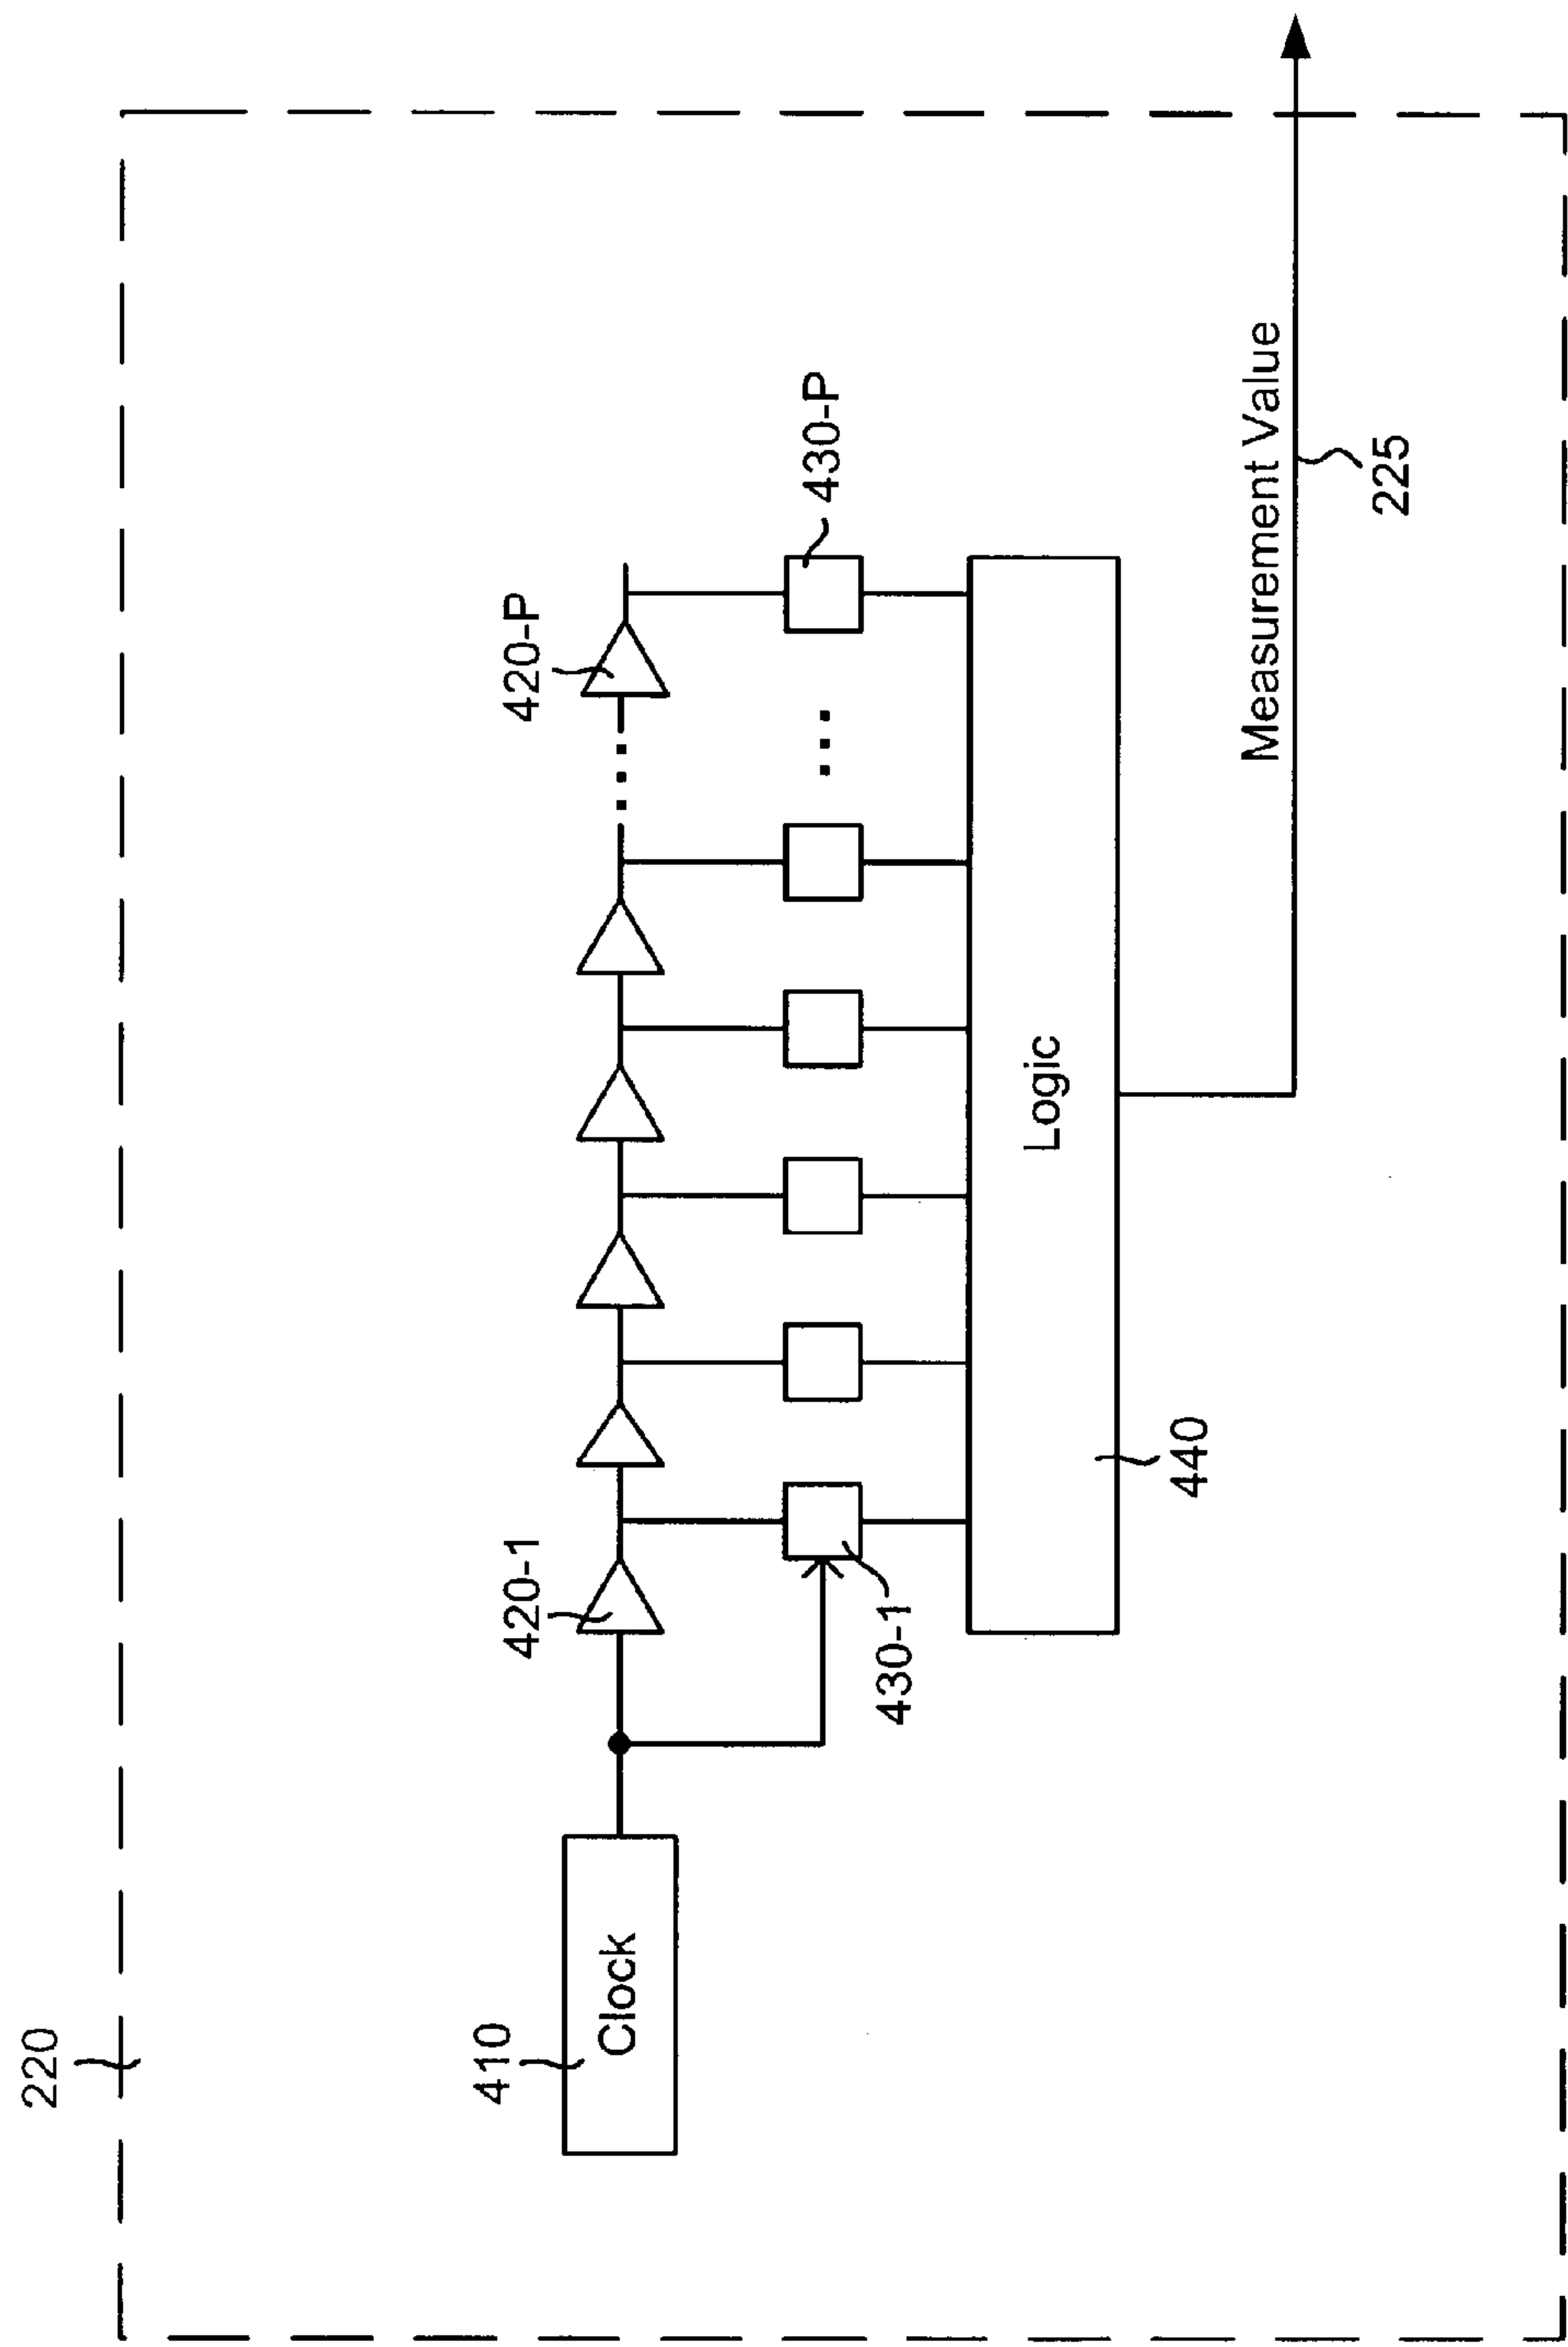 220
410
Clock
420-1
420-P
430-1
430-P
Logic
440
Measurement Value
225